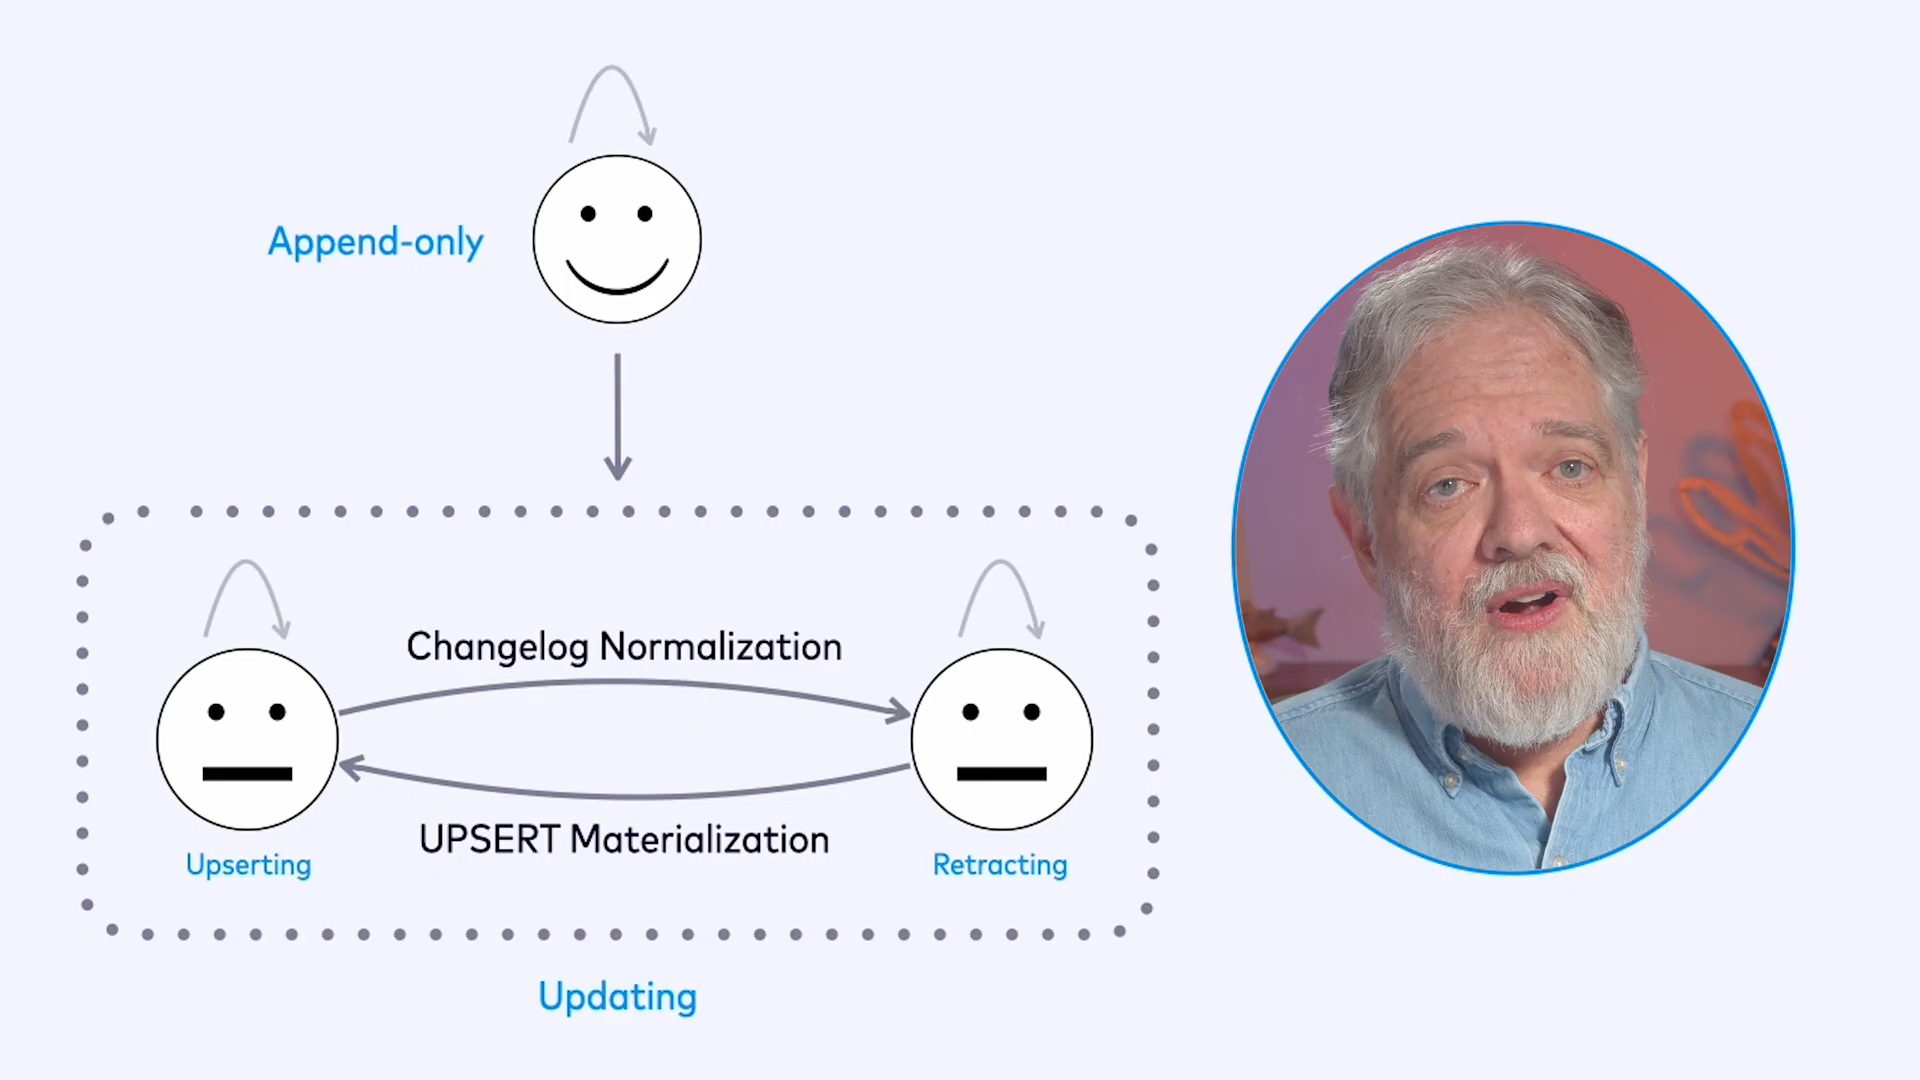 Append-only
Changelog Normalization
UPSERT Materialization
Upserting
Retracting
Updating